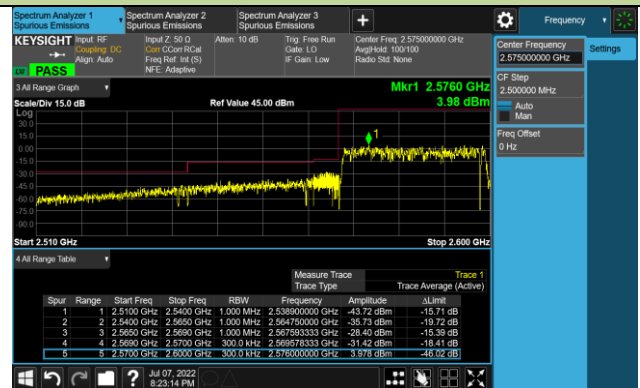 Spectrum Analyzer 1
Spurious Emissions
Spectrum Analyzer 2
Spurious Emissions
Spectrum Analyzer 3
Spurious Emissions
Frequency
KEYSIGHT
Input: RF
Coupling: DC
Align: Auto
Input Z: 50 Ω
Corr CCorr RCal
Freq Ref: Int (S)
NFE: Adaptive
Atten: 10 dB
Trig: Free Run
Gate: LO
IF Gain: Low
Center Freq: 2.575000000 GHz
Avg|Hold: 100/100
Radio Std: None
LW PASS
3 All Range Graph
Mkr1 2.5760 GHz
Scale/Div 15.0 dB
Ref Value 45.00 dBm
3.98 dBm
Log
30.0
15.0
0.00
-15.0
-30.0
-45.0
-60.0
-75.0
-90.0
1
Start 2.510 GHz
Stop 2.600 GHz
4 All Range Table
Measure Trace Trace 1
Trace Type Trace Average (Active)
Spur Range Start Freq Stop Freq RBW Frequency Amplitude ΔLimit
1 1 2.5100 GHz 2.5400 GHz 1.000 MHz 2.538900000 GHz -43.72 dBm -15.71 dB
2 2 2.5400 GHz 2.5650 GHz 1.000 MHz 2.564750000 GHz -35.73 dBm -19.72 dB
3 3 2.5650 GHz 2.5690 GHz 1.000 MHz 2.567593333 GHz -28.40 dBm -15.39 dB
4 4 2.5690 GHz 2.5700 GHz 300.0 kHz 2.569578333 GHz -31.42 dBm -18.41 dB
5 5 2.5700 GHz 2.6000 GHz 300.0 kHz 2.576000000 GHz 3.978 dBm -46.02 dB
Center Frequency
2.575000000 GHz
Settings
CF Step
2.500000 MHz
Auto
Man
Freq Offset
0 Hz
?
Jul 07, 2022
8:23:14 PM